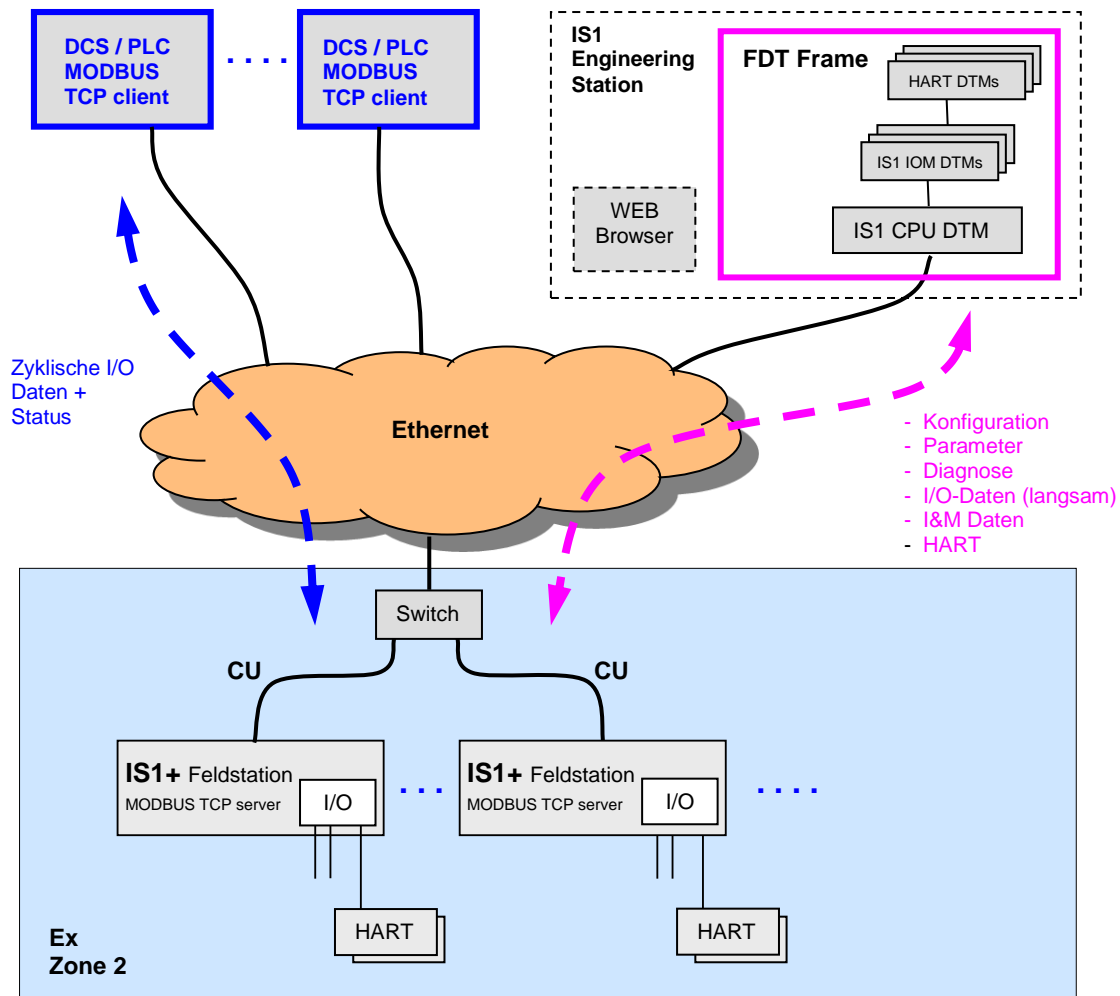 DCS / PLC
MODBUS
TCP client
. . . .
DCS / PLC
MODBUS
TCP client
IS1
Engineering
Station
FDT Frame
HART DTMs
IS1 IOM DTMs
IS1 CPU DTM
WEB
Browser
Zyklische I/O
Daten +
Status
Ethernet
- Konfiguration
- Parameter
- Diagnose
- I/O-Daten (langsam)
- I&M Daten
- HART
Switch
CU
CU
IS1+ Feldstation
MODBUS TCP server
I/O
. . . .
IS1+ Feldstation
MODBUS TCP server
I/O
. . . .
HART
HART
Ex
Zone 2